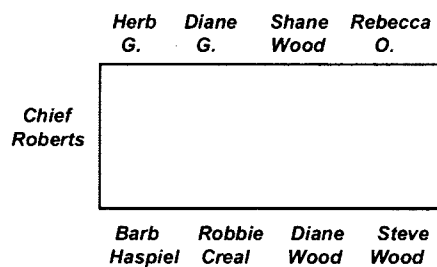 Herb Diane Shane Rebecca
G. G. Wood O.
Chief
Roberts
Barb Robbie Diane Steve
Haspiel Creal Wood Wood